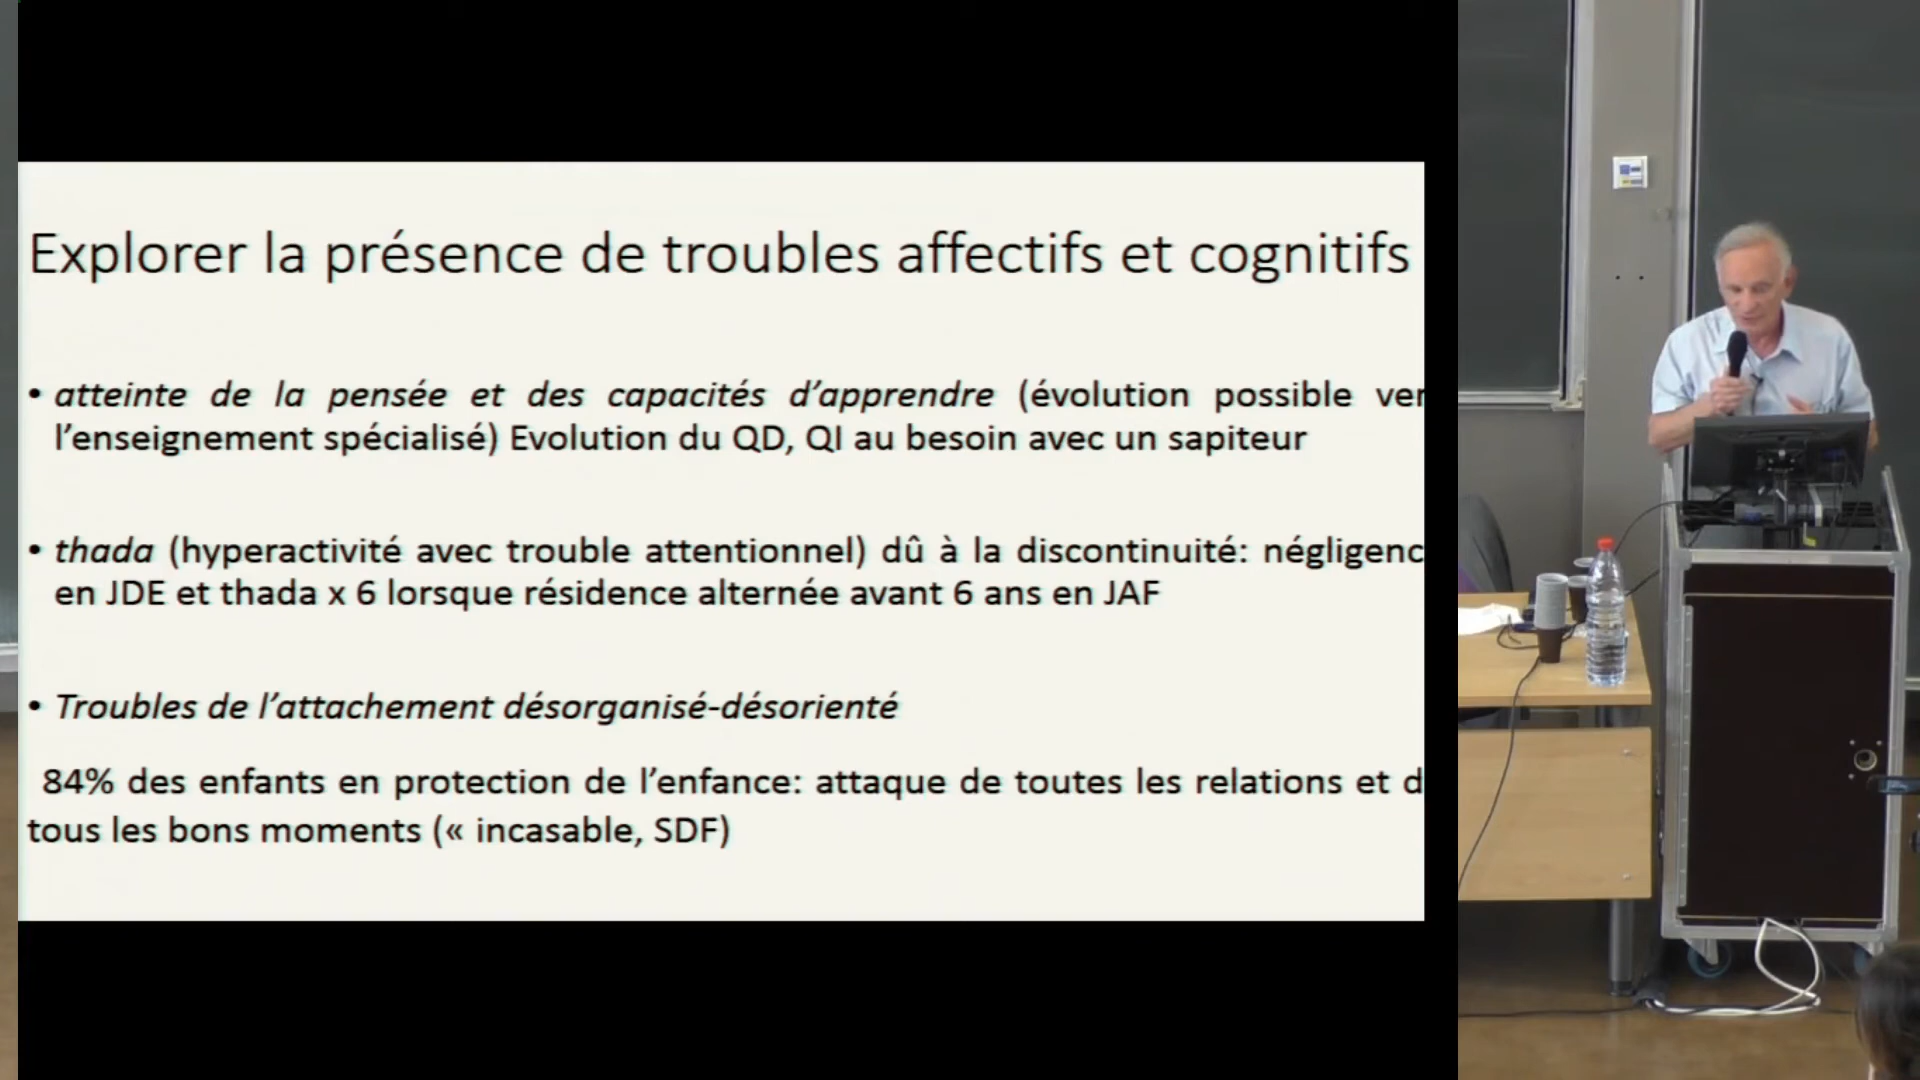 Explorer la présence de troubles affectifs et cognitifs
• atteinte de la pensée et des capacités d’apprendre (évolution possible ver
l’enseignement spécialisé) Evolution du QD, QI au besoin avec un sapiteur
• thada (hyperactivité avec trouble attentionnel) dû à la discontinuité: négligenc
en JDE et thada x 6 lorsque résidence alternée avant 6 ans en JAF
• Troubles de l’attachement désorganisé-désorienté
84% des enfants en protection de l’enfance: attaque de toutes les relations et d
tous les bons moments (« incasable, SDF)